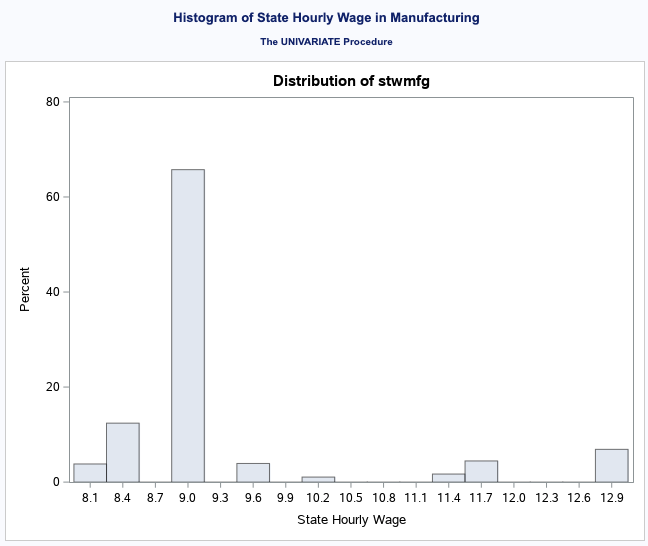 Histogram of State Hourly Wage in Manufacturing
The UNIVARIATE Procedure
Distribution of stwmfg
80
60
40
20
0
Percent
8.1 8.4 8.7 9.0 9.3 9.6 9.9 10.2 10.5 10.8 11.1 11.4 11.7 12.0 12.3 12.6 12.9
State Hourly Wage